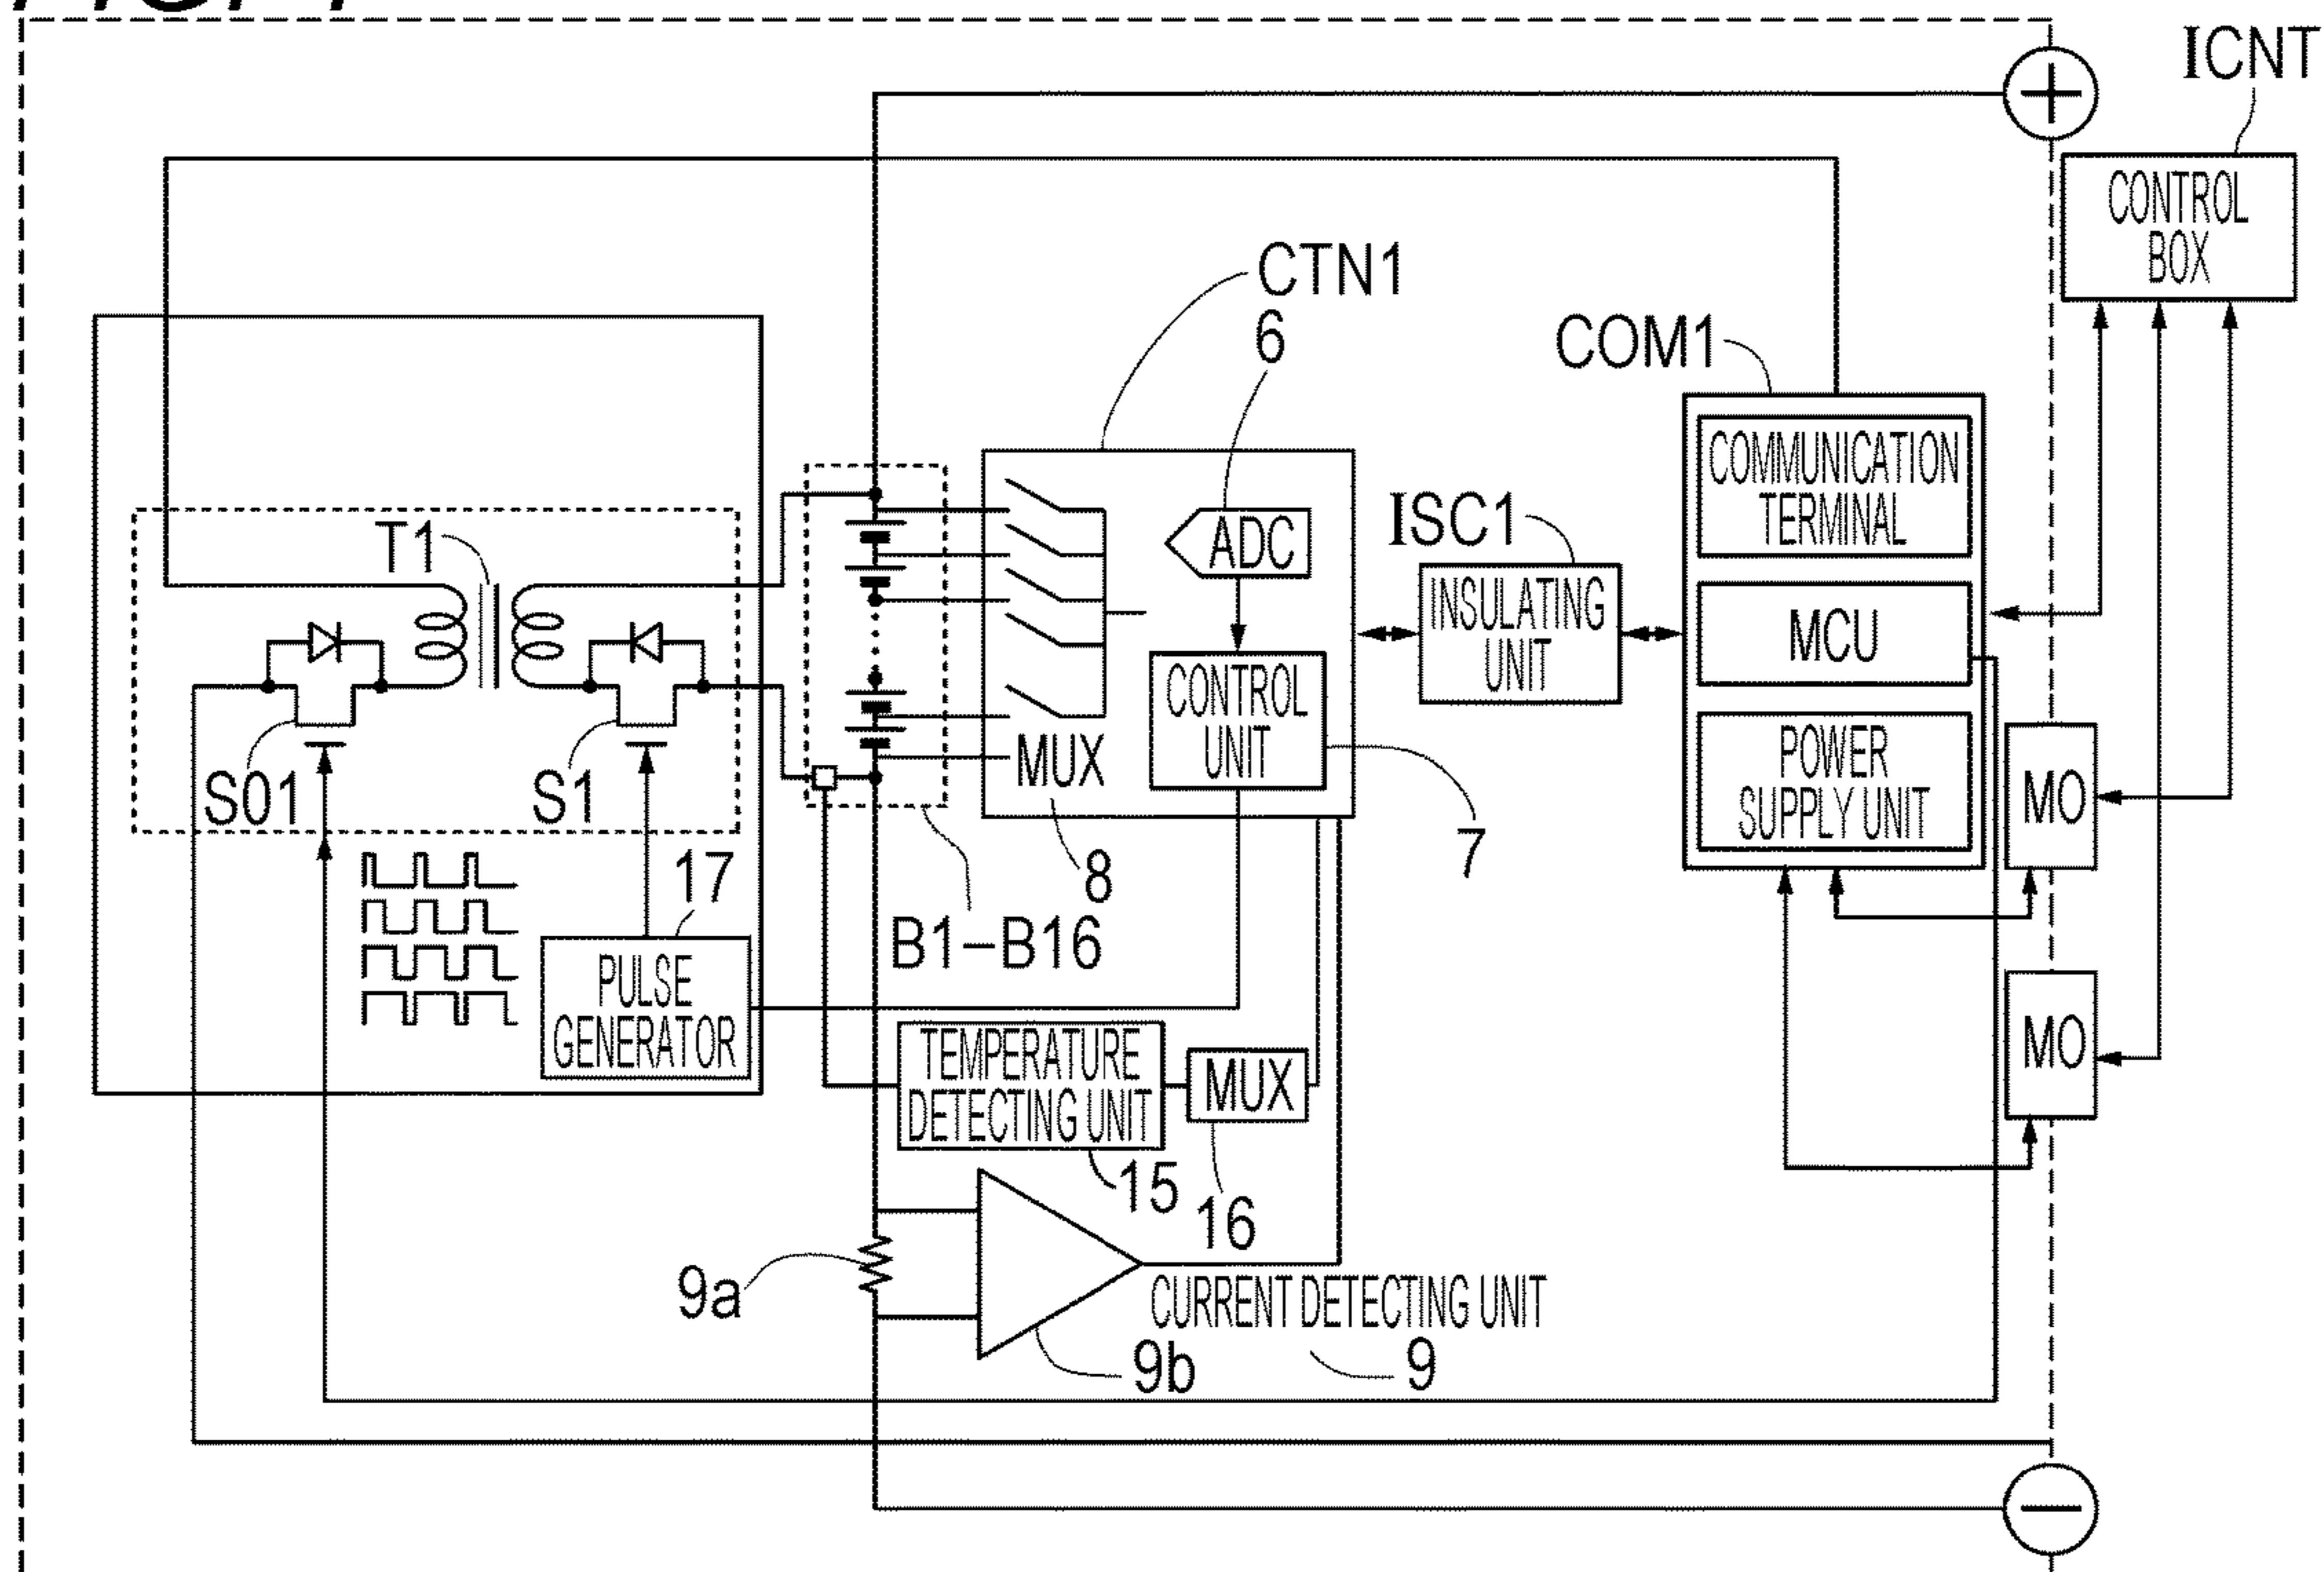 ICNT
CONTROL
BOX
CTN1
6
COM1
COMMUNICATION
TERMINAL
T1
ADC
ISC1
INSULATING
UNIT
MCU
CONTROL
UNIT
POWER
SUPPLY UNIT
MO
MUX
S01
S1
7
8
17
B1-B16
PULSE
GENERATOR
TEMPERATURE
DETECTING UNIT
MUX
MO
15
16
9a
CURRENT DETECTING UNIT
9b
9